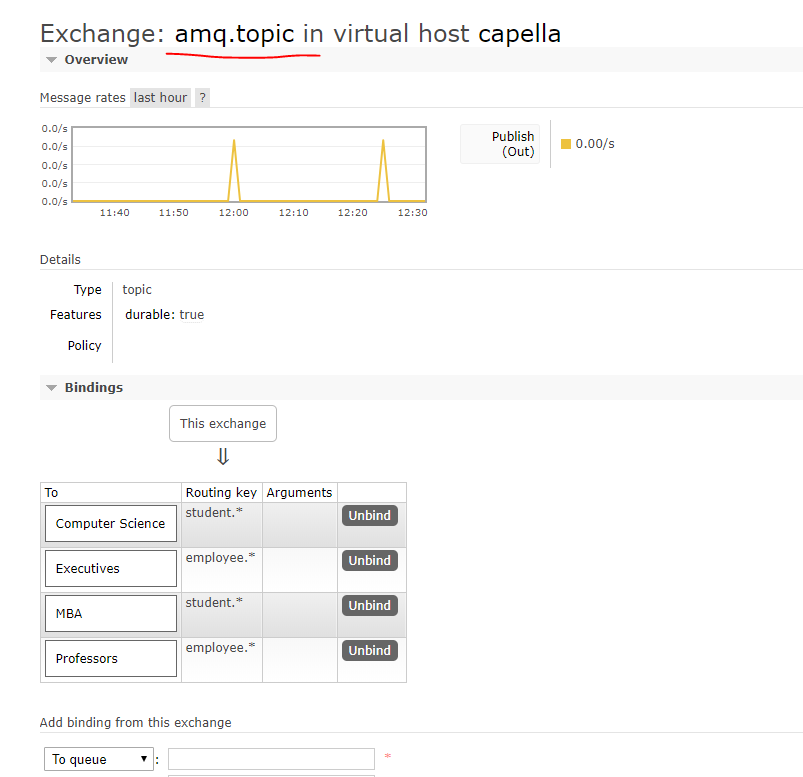 Exchange: amq.topic in virtual host capella
Overview
Message rates last hour ?
0.0/s
0.0/s
0.0/s
0.0/s
0.0/s
11:40 11:50 12:00 12:10 12:20 12:30
Publish
(Out)
0.00/s
Details
Type topic
Features durable: true
Policy
Bindings
This exchange
⇓
To Routing key Arguments
Computer Science student.* Unbind
Executives employee.* Unbind
MBA student.* Unbind
Professors employee.* Unbind
Add binding from this exchange
To queue : *